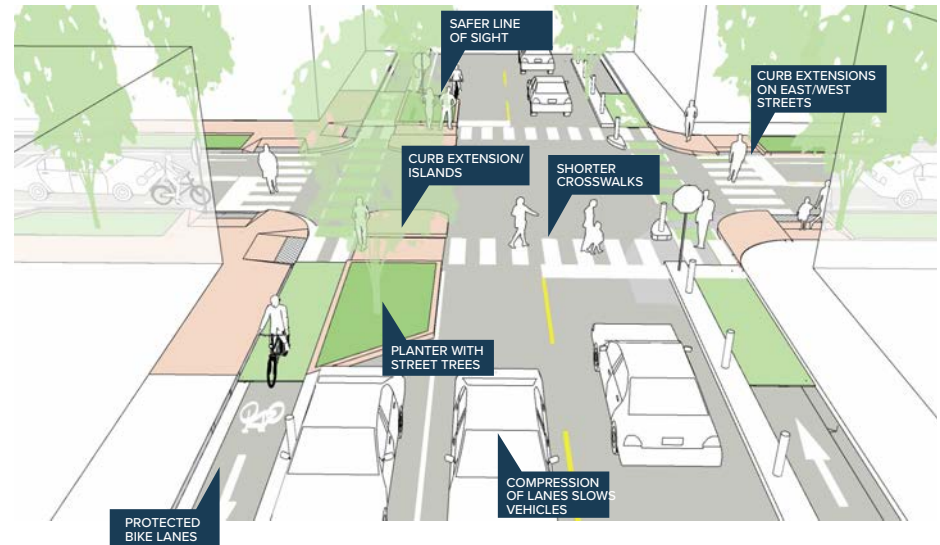 SAFER LINE
OF SIGHT
CURB EXTENSIONS
ON EAST/WEST
STREETS
CURB EXTENSION/
ISLANDS
SHORTER
CROSSWALKS
PLANTER WITH
STREET TREES
COMPRESSION
OF LANES SLOWS
VEHICLES
PROTECTED
BIKE LANES